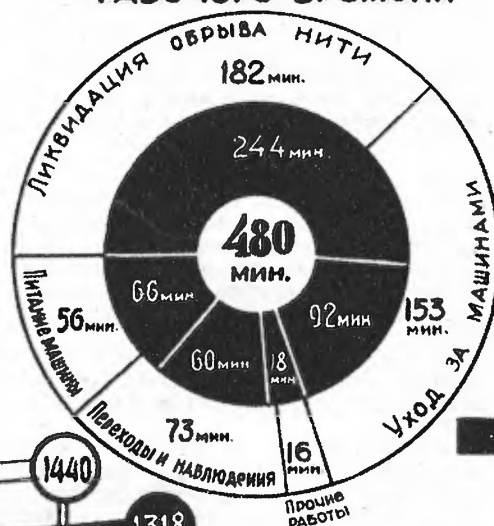 РАБОЧЕГО ВРЕМЕНИ
Ликвидация обрыва нити
182 мин.
244 мин
480
мин.
Питание машины
56 мин.
66 мин
60 мин
18
мин
92 мин
153
мин.
Уход за машинами
73 мин.
Переходы и наблюдения
16
мин
Прочие
работы
1440
1318